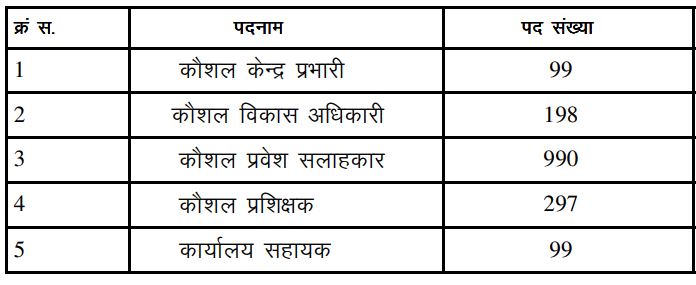 क्रं स. पदनाम पद संख्या
1 कौशल केन्द्र प्रभारी 99
2 कौशल विकास अधिकारी 198
3 कौशल प्रवेश सलाहकार 990
4 कौशल प्रशिक्षक 297
5 कार्यालय सहायक 99